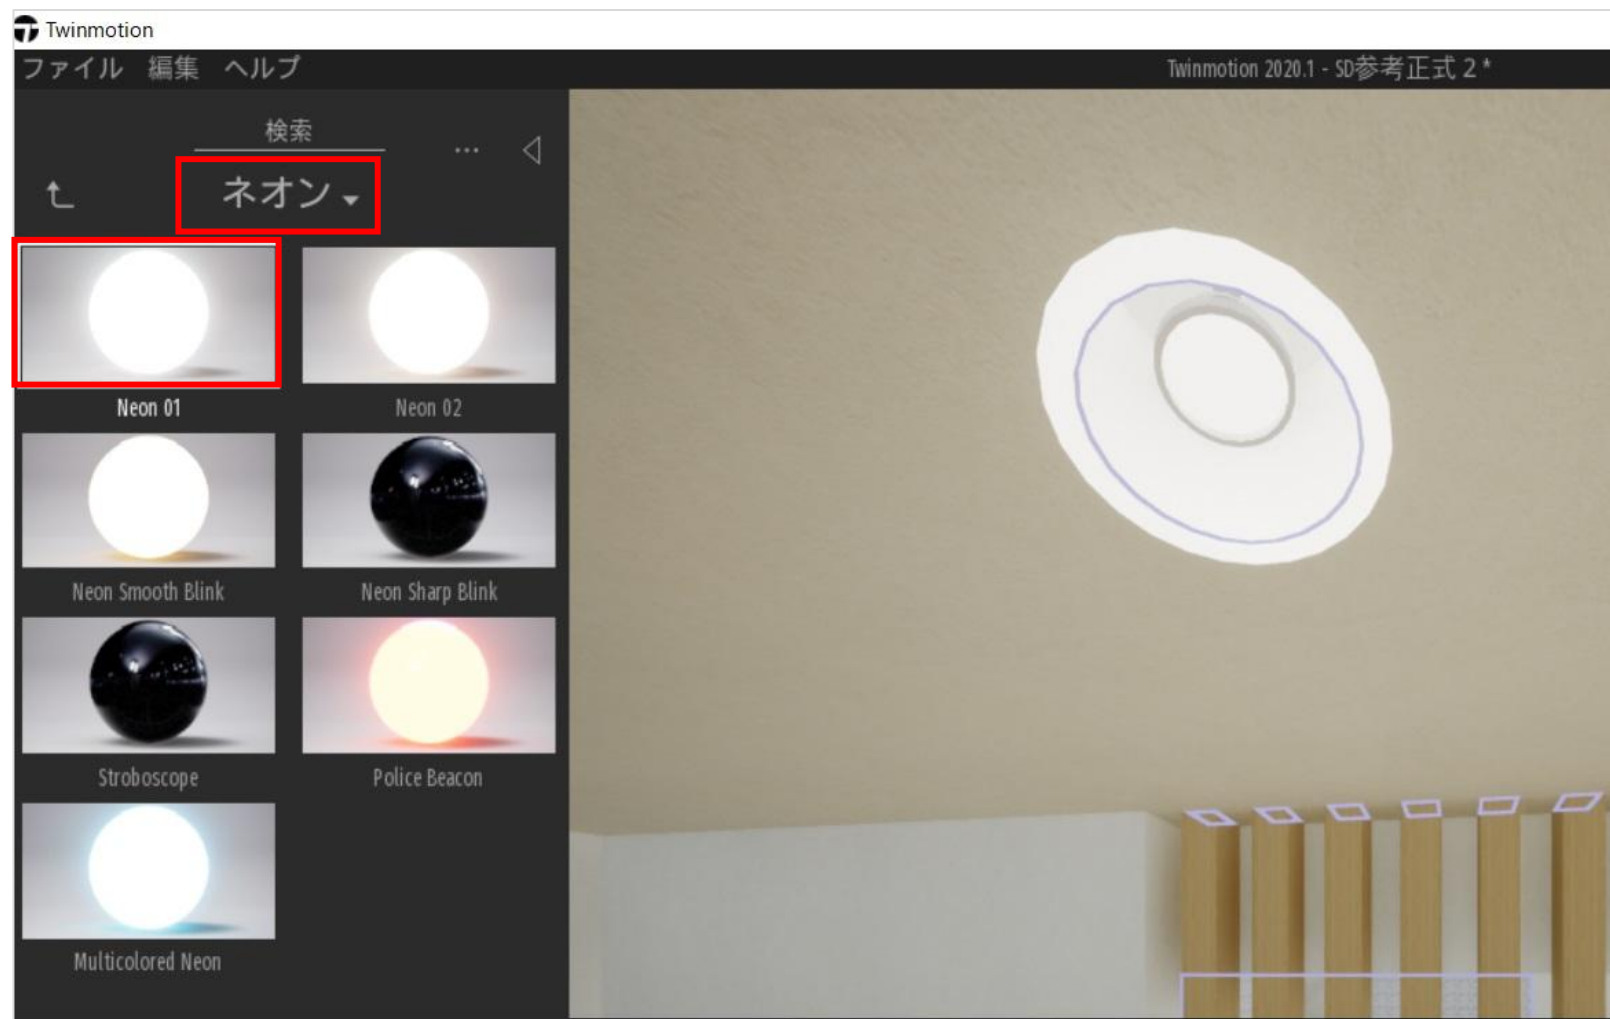 Twinmotion
ファイル 編集 ヘルプ
Twinmotion 2020.1 - SD参考正式２*
検索
...
ネオン
Neon 01
Neon 02
Neon Smooth Blink
Neon Sharp Blink
Stroboscope
Police Beacon
Multicolored Neon